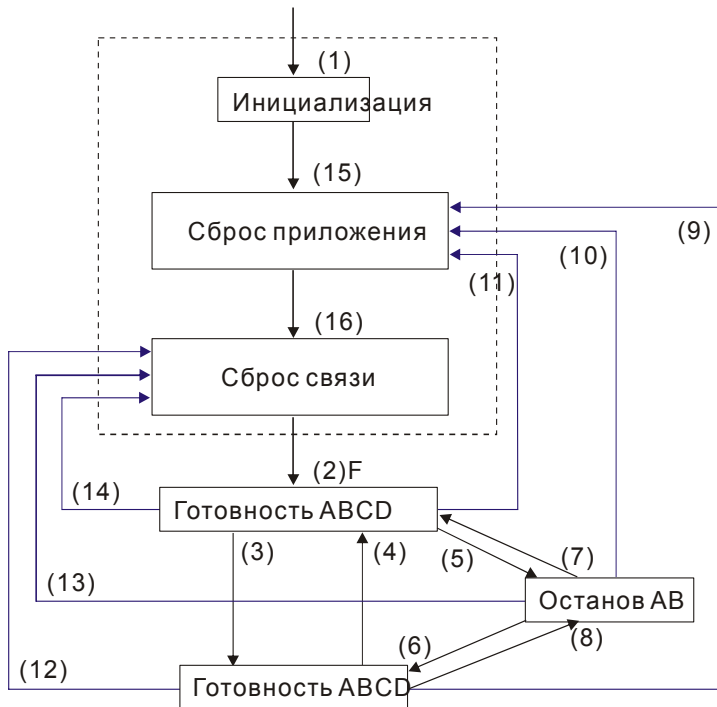 (1)
Инициализация
(15)
Сброс приложения
(9)
(10)
(11)
(16)
Сброс связи
(2)F
(14)
Готовность ABCD
(3)
(4)
(5)
(7)
(13)
Останов AB
(6)
(8)
(12)
Готовность ABCD